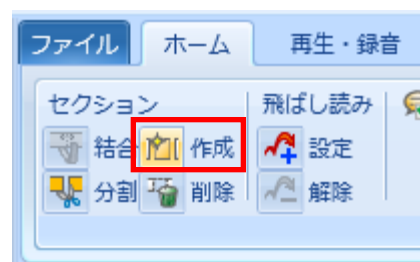 ファイル ホーム 再生・録音
セクション 飛ばし読み
結合 作成 設定
分割 削除 解除